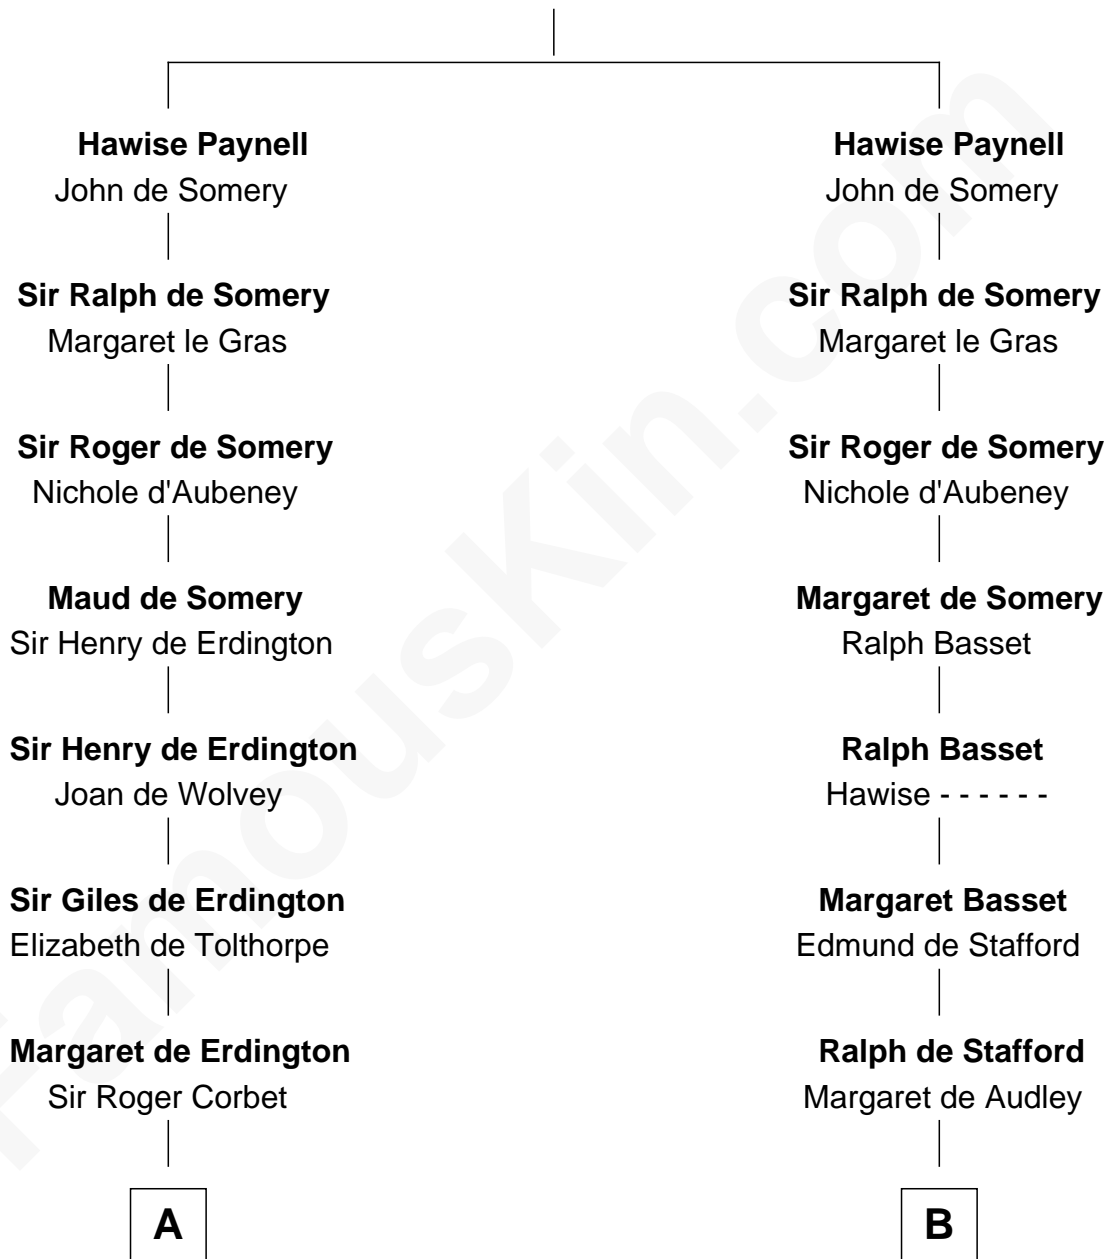 Hawise Paynell
John de Somery
Sir Ralph de Somery
Margaret le Gras
Sir Roger de Somery
Nichole d'Aubeney
Maud de Somery
Sir Henry de Erdington
Sir Henry de Erdington
Joan de Wolvey
Sir Giles de Erdington
Elizabeth de Tolthorpe
Margaret de Erdington
Sir Roger Corbet
A
Hawise Paynell
John de Somery
Sir Ralph de Somery
Margaret le Gras
Sir Roger de Somery
Nichole d'Aubeney
Margaret de Somery
Ralph Basset
Ralph Basset
Hawise - - - - - -
Margaret Basset
Edmund de Stafford
Ralph de Stafford
Margaret de Audley
B
FamousKin.com